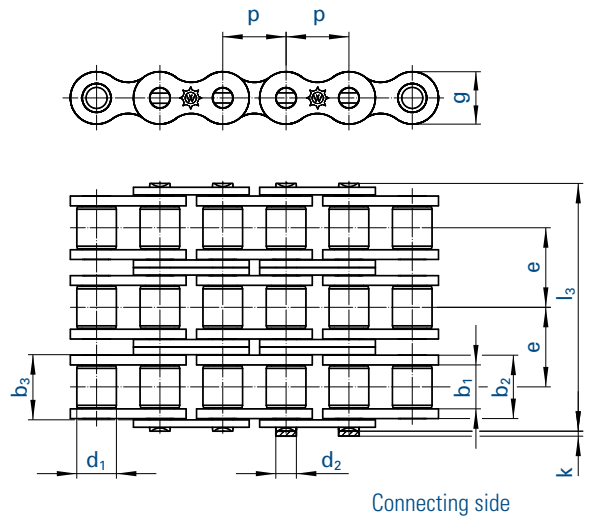 p
p
g
e
l₃
e
b₃
b₁
b₂
d₁
d₂
k
Connecting side